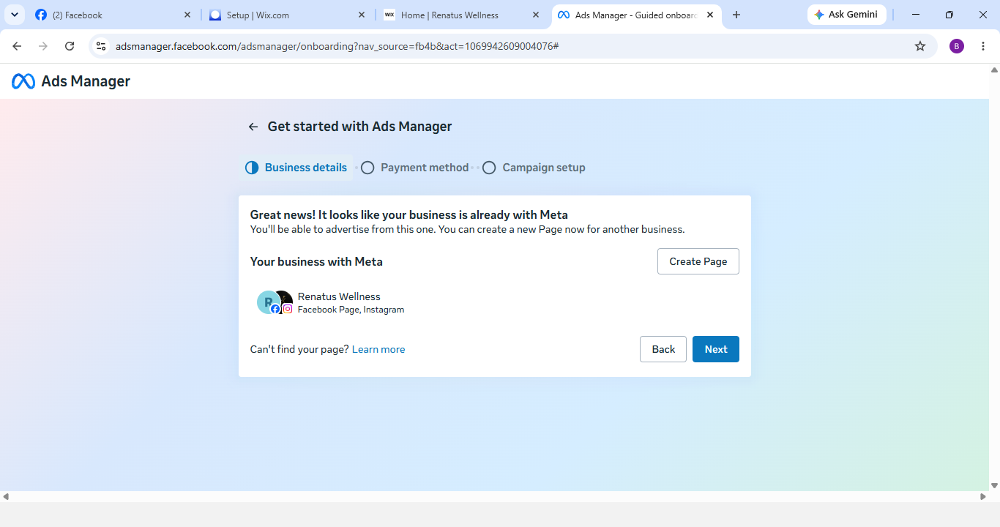 (2) Facebook
Setup | Wix.com
WIX
Home | Renatus Wellness
Ads Manager - Guided onboard
Ask Gemini
adsmanager.facebook.com/adsmanager/onboarding?nav_source=fb4b&act=1069942609004076#
B
Ads Manager
Get started with Ads Manager
Business details
Payment method
Campaign setup
Great news! It looks like your business is already with Meta
You'll be able to advertise from this one. You can create a new Page now for another business.
Your business with Meta
Create Page
R
Renatus Wellness
Facebook Page, Instagram
Can't find your page? Learn more
Back
Next